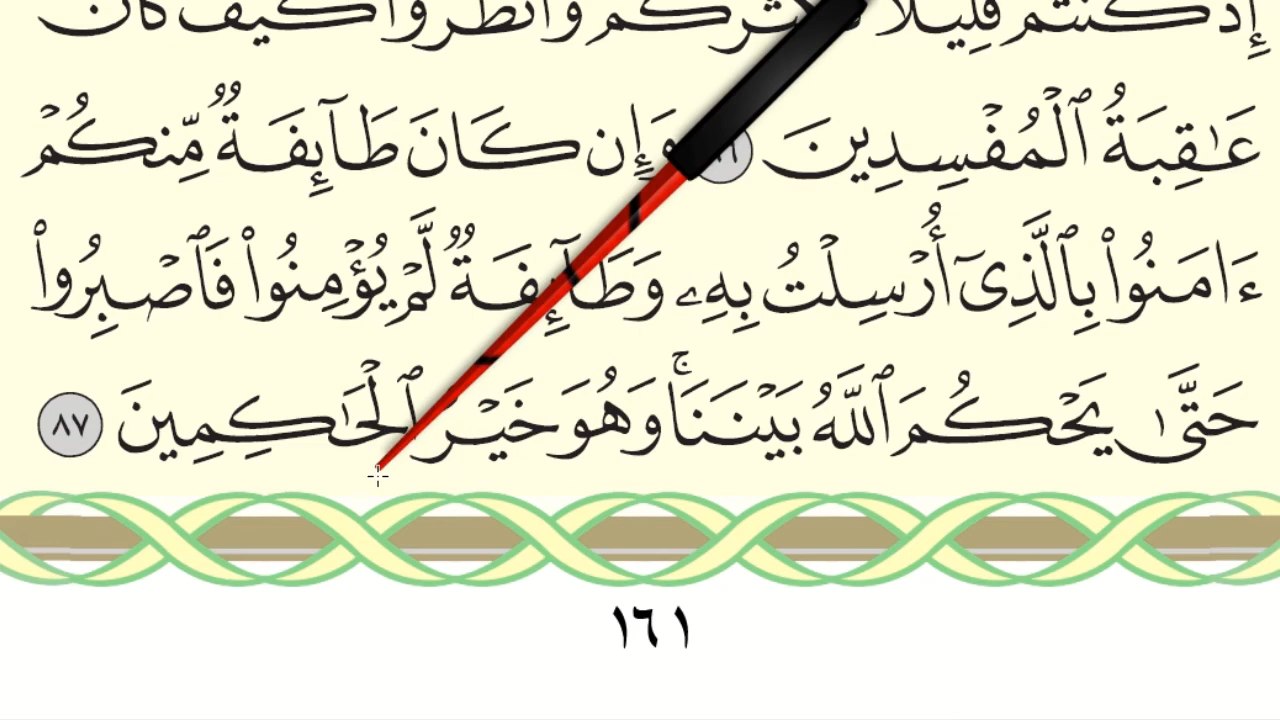 إِذۡ كُنتُمۡ قَلِيلٗا وَٱنظُرُواْ كَيۡفَ كَانَ
عَٰقِبَةُ ٱلۡمُفۡسِدِينَ وَإِن كَانَ طَآئِفَةٞ مِّنكُمۡ
ءَامَنُواْ بِٱلَّذِيٓ أُرۡسِلۡتُ بِهِۦ وَطَآئِفَةٞ لَّمۡ يُؤۡمِنُواْ فَٱصۡبِرُواْ
حَتَّىٰ يَحۡكُمَ ٱللَّهُ بَيۡنَنَاۚ وَهُوَ خَيۡرُ ٱلۡحَٰكِمِينَ ٨٧
١٦١